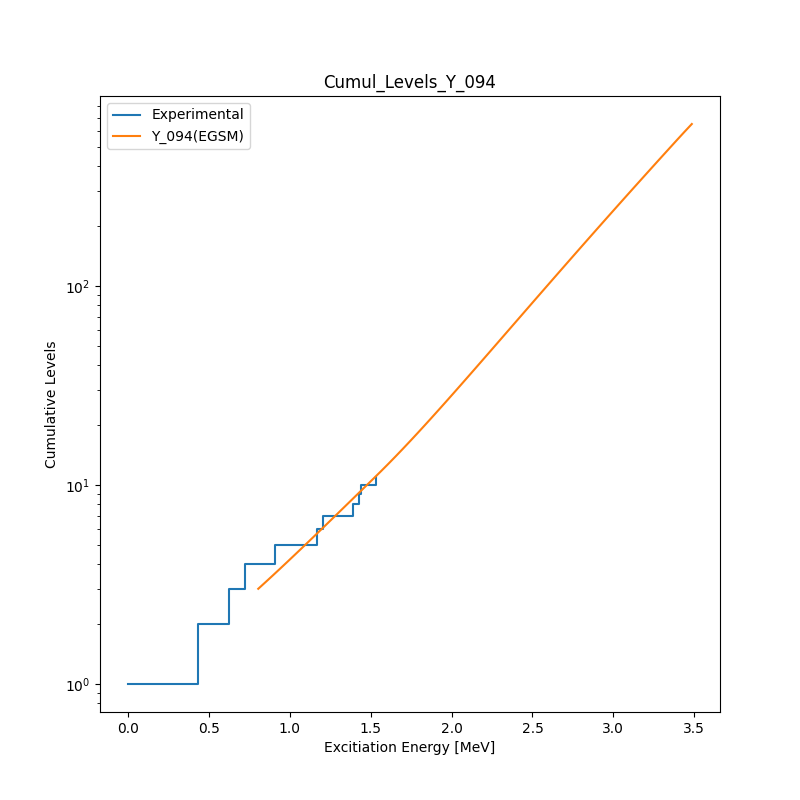 Cumul_Levels_Y_094
Experimental
Y_094(EGSM)
Cumulative Levels
10²
10¹
10⁰
0.0 0.5 1.0 1.5 2.0 2.5 3.0 3.5
Excitiation Energy [MeV]